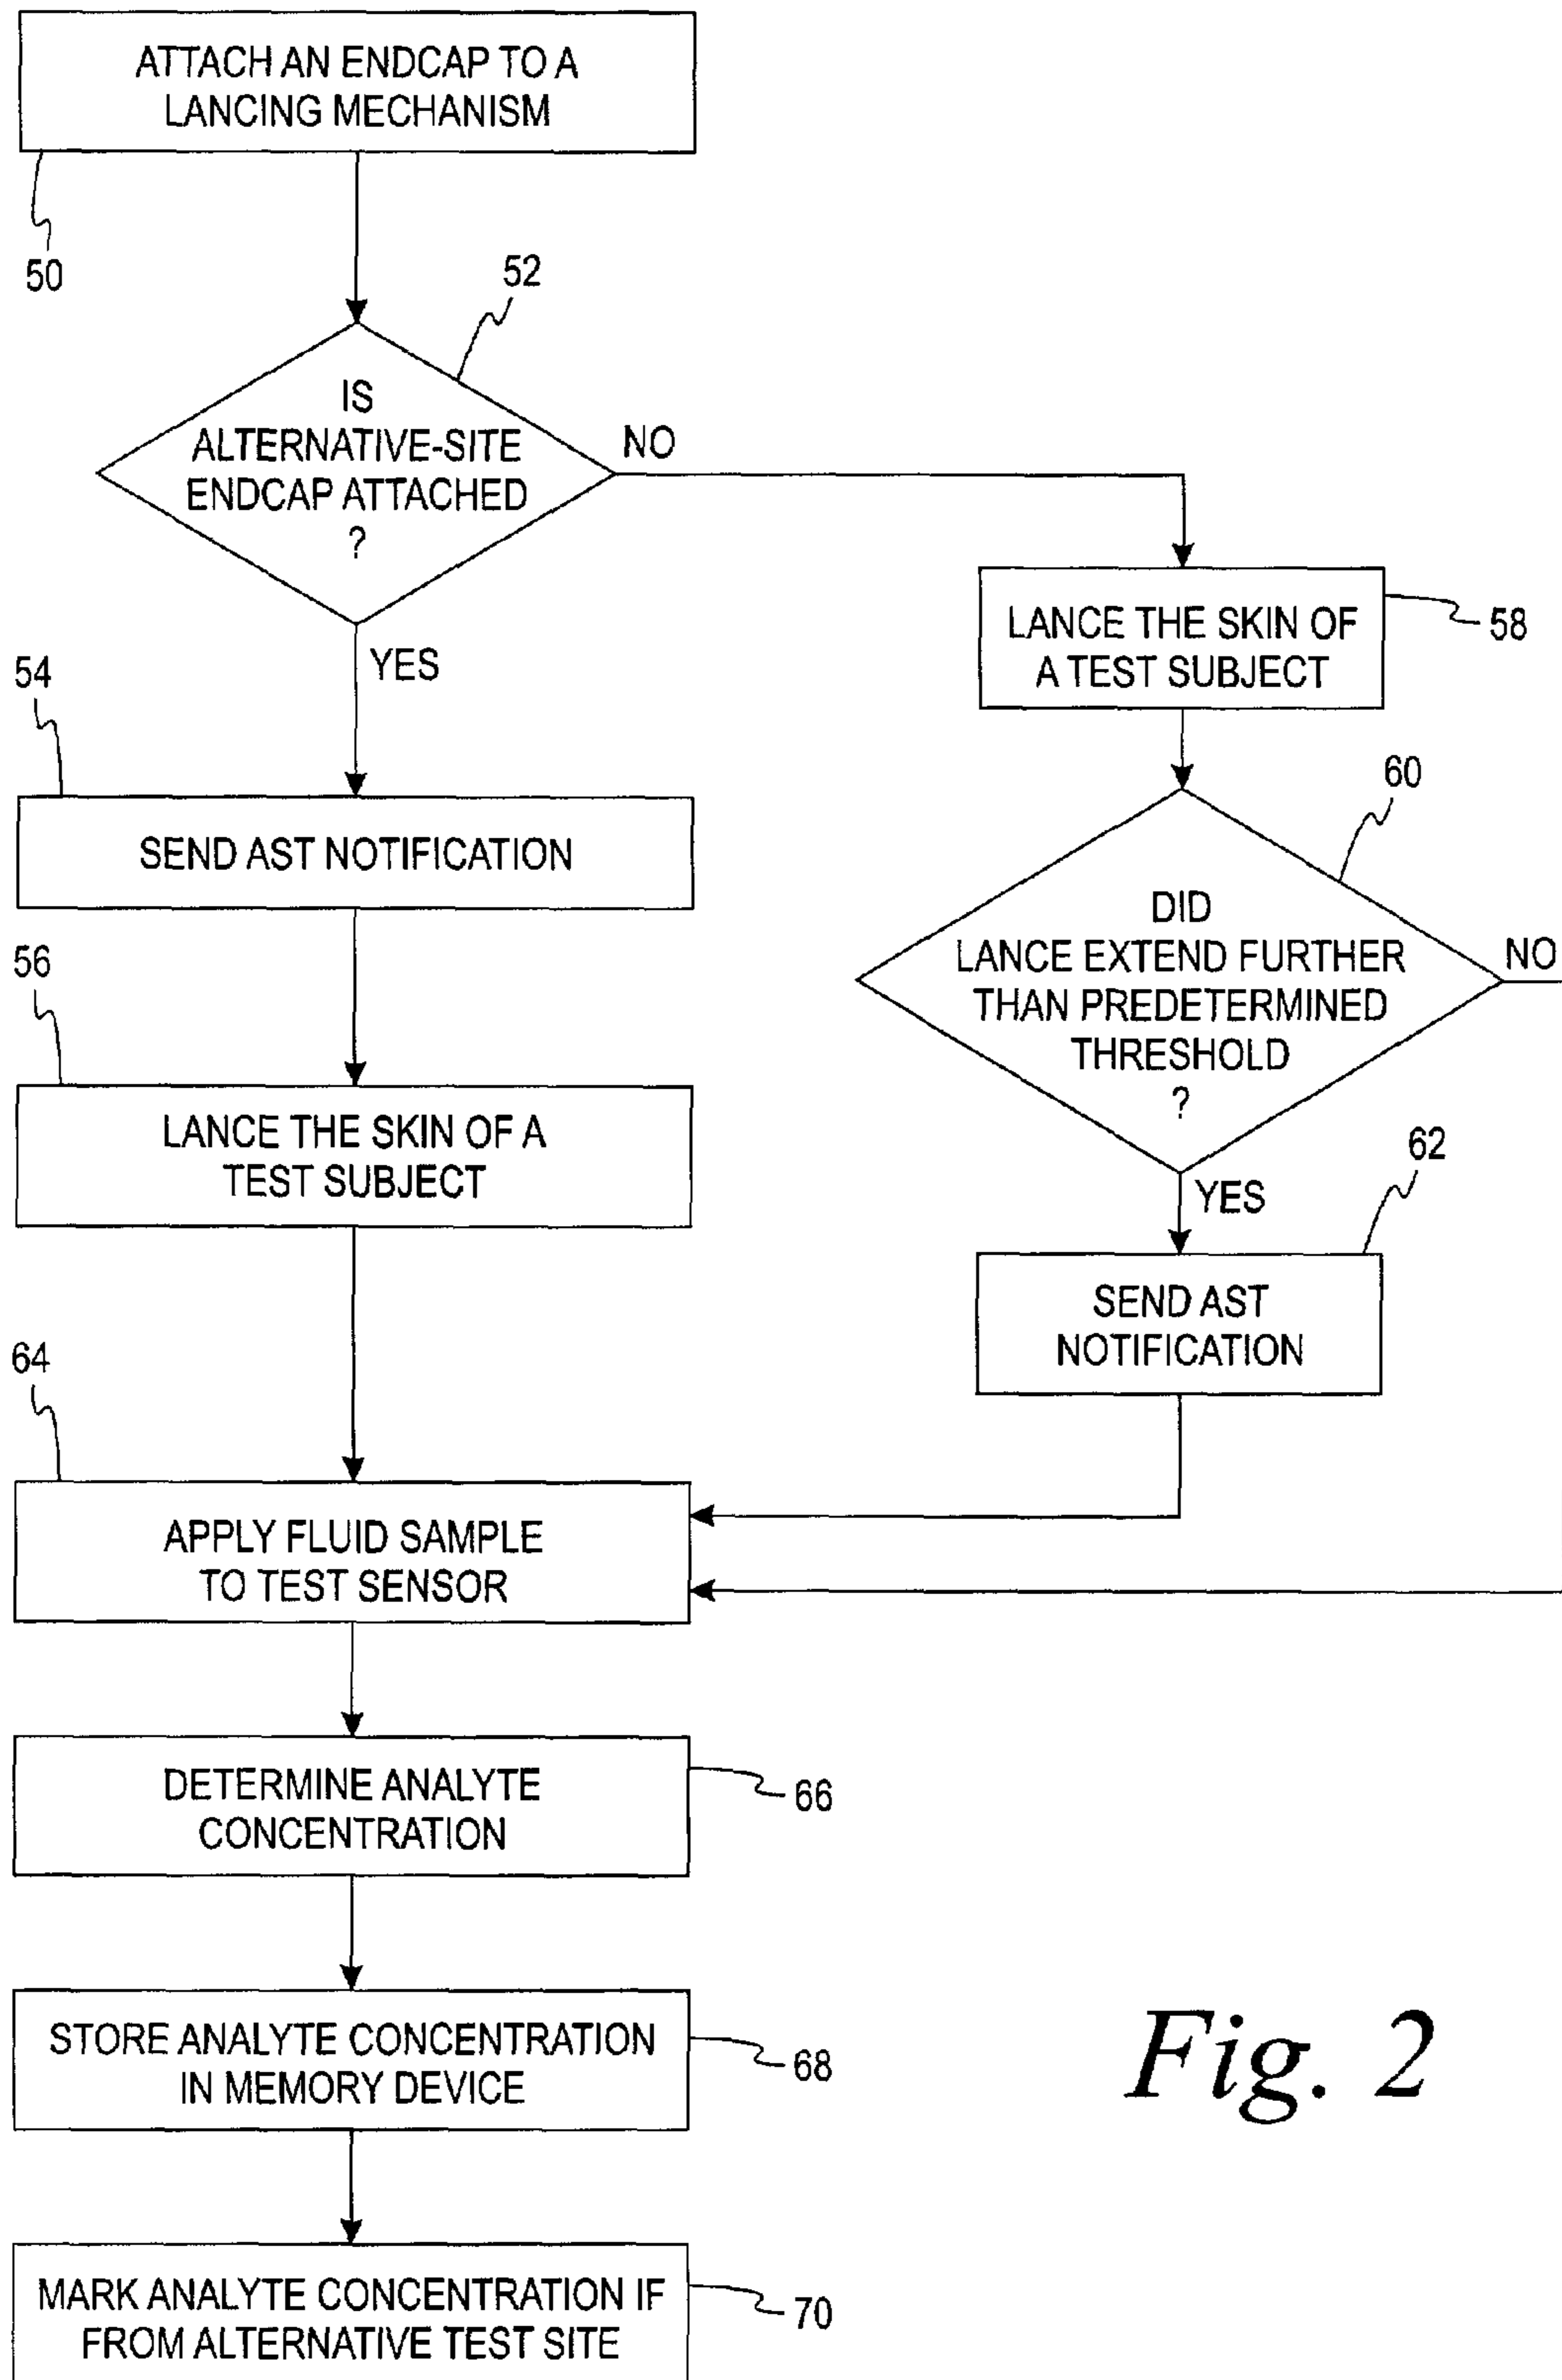 ATTACH AN ENDCAP TO A
LANCING MECHANISM
50
52
IS
ALTERNATIVE-SITE
ENDCAP ATTACHED
?
NO
YES
58
LANCE THE SKIN OF
A TEST SUBJECT
54
SEND AST NOTIFICATION
60
DID
LANCE EXTEND FURTHER
THAN PREDETERMINED
THRESHOLD
?
NO
YES
56
LANCE THE SKIN OF A
TEST SUBJECT
62
SEND AST
NOTIFICATION
64
APPLY FLUID SAMPLE
TO TEST SENSOR
DETERMINE ANALYTE
CONCENTRATION
66
STORE ANALYTE CONCENTRATION
IN MEMORY DEVICE
68
MARK ANALYTE CONCENTRATION IF
FROM ALTERNATIVE TEST SITE
70
Fig. 2